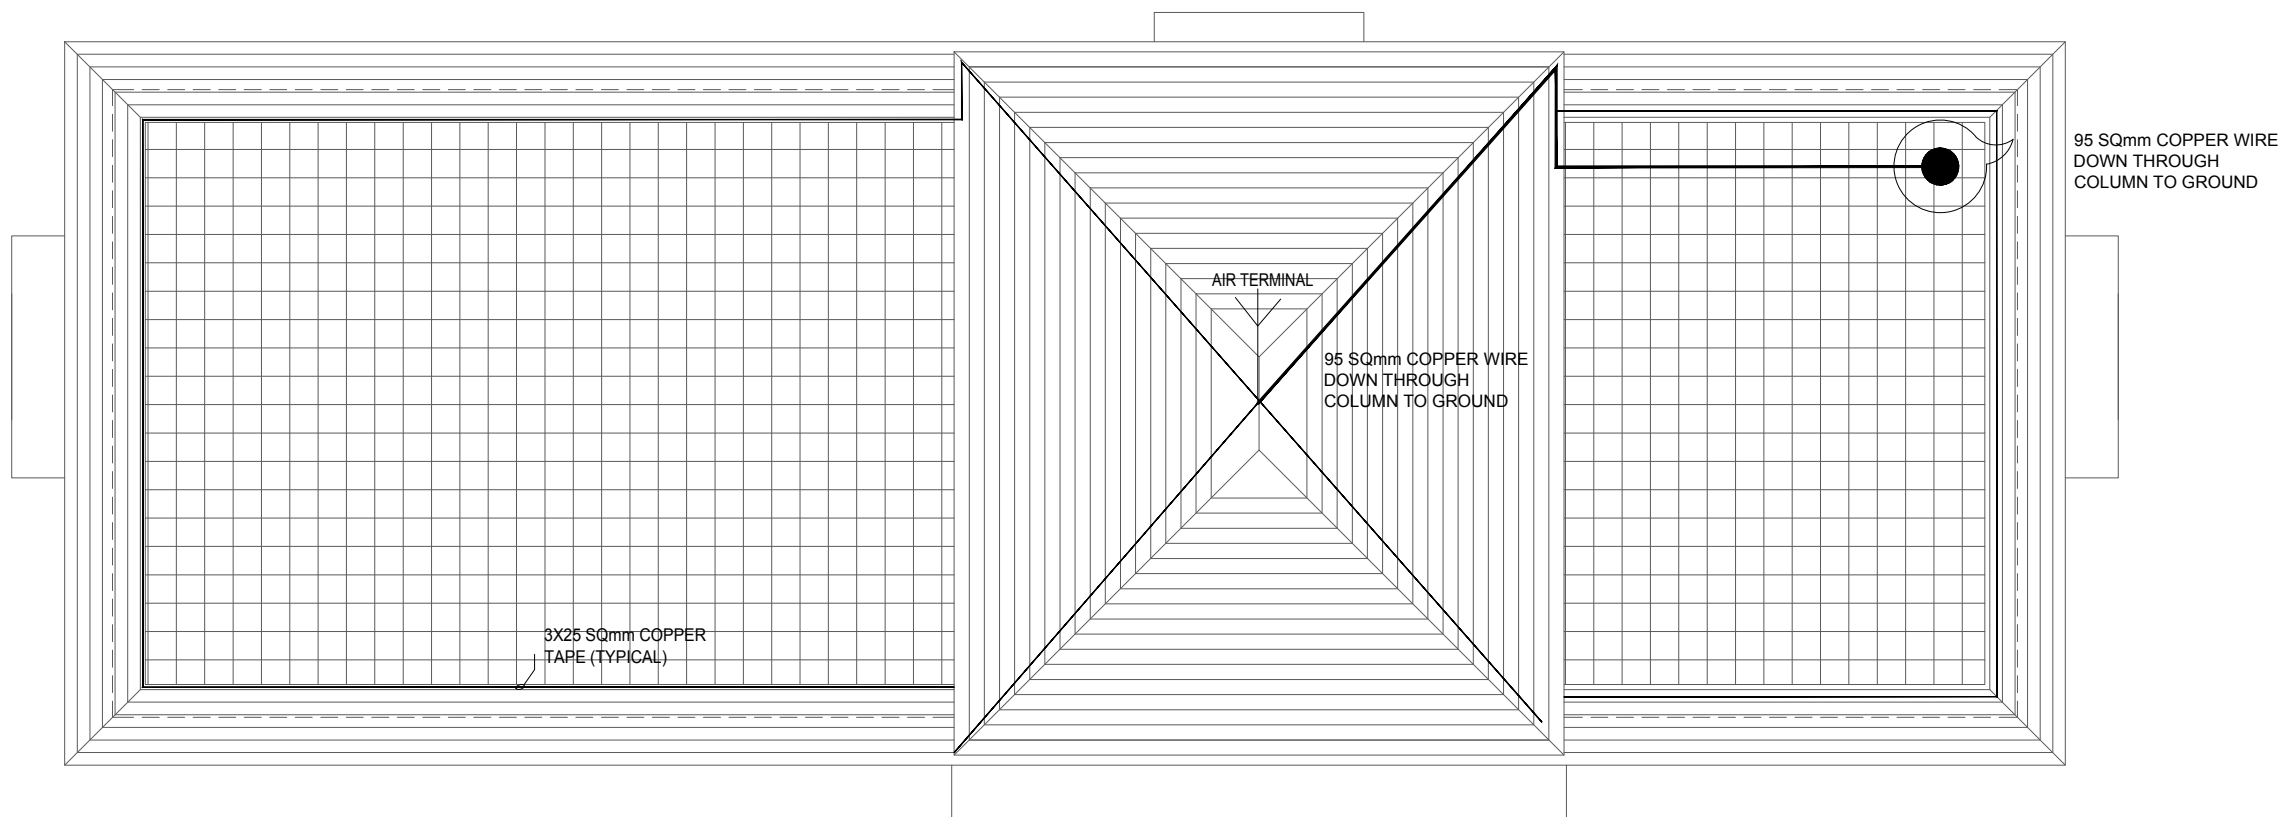 95 SQmm COPPER WIRE
DOWN THROUGH
COLUMN TO GROUND
AIR TERMINAL
95 SQmm COPPER WIRE
DOWN THROUGH
COLUMN TO GROUND
3X25 SQmm COPPER
TAPE (TYPICAL)